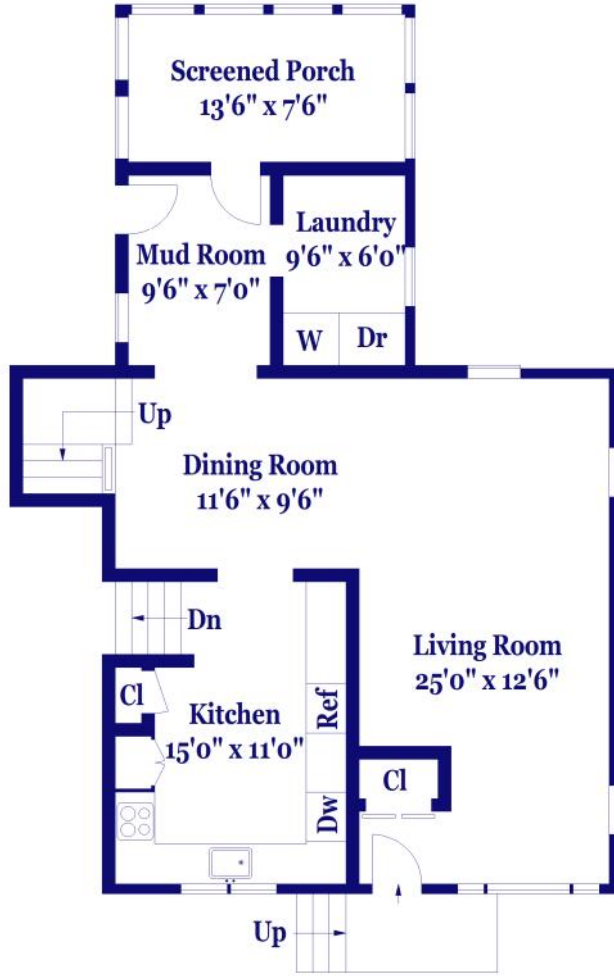 Screened Porch
13'6" x 7'6"
Laundry
9'6" x 6'0"
Mud Room
9'6" x 7'0"
W
Dr
Up
Dining Room
11'6" x 9'6"
Dn
Living Room
25'0" x 12'6"
Cl
Kitchen
15'0" x 11'0"
Ref
Cl
Dw
Up